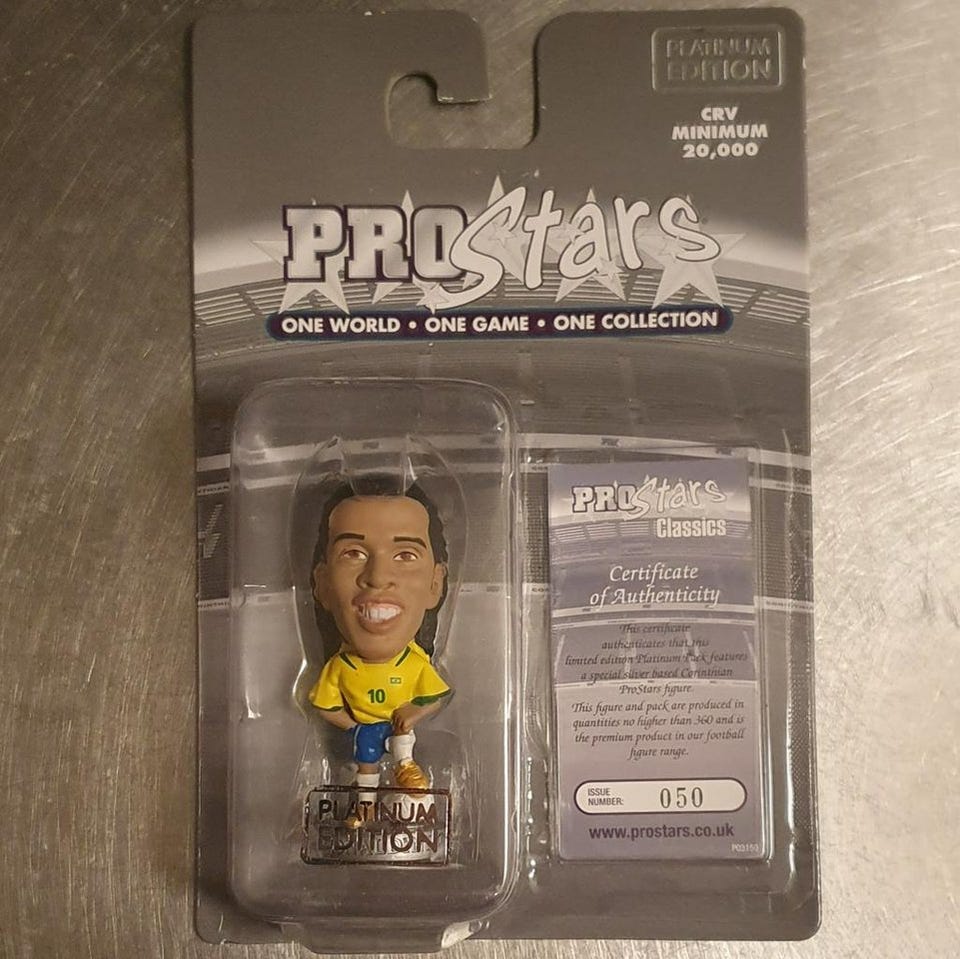 PLATINUM
EDITION
CRV
MINIMUM
20,000
PROStars
ONE WORLD • ONE GAME • ONE COLLECTION
10
PLATINUM
EDITION
PROStars
Classics
Certificate
of Authenticity
This certificate
authenticates that this
limited edition Platinum Pack features
a special silver based Corinthian
ProStars figure.
This figure and pack are produced in
quantities no higher than 360 and is
the premium product in our football
figure range.
ISSUE
NUMBER: 050
www.prostars.co.uk